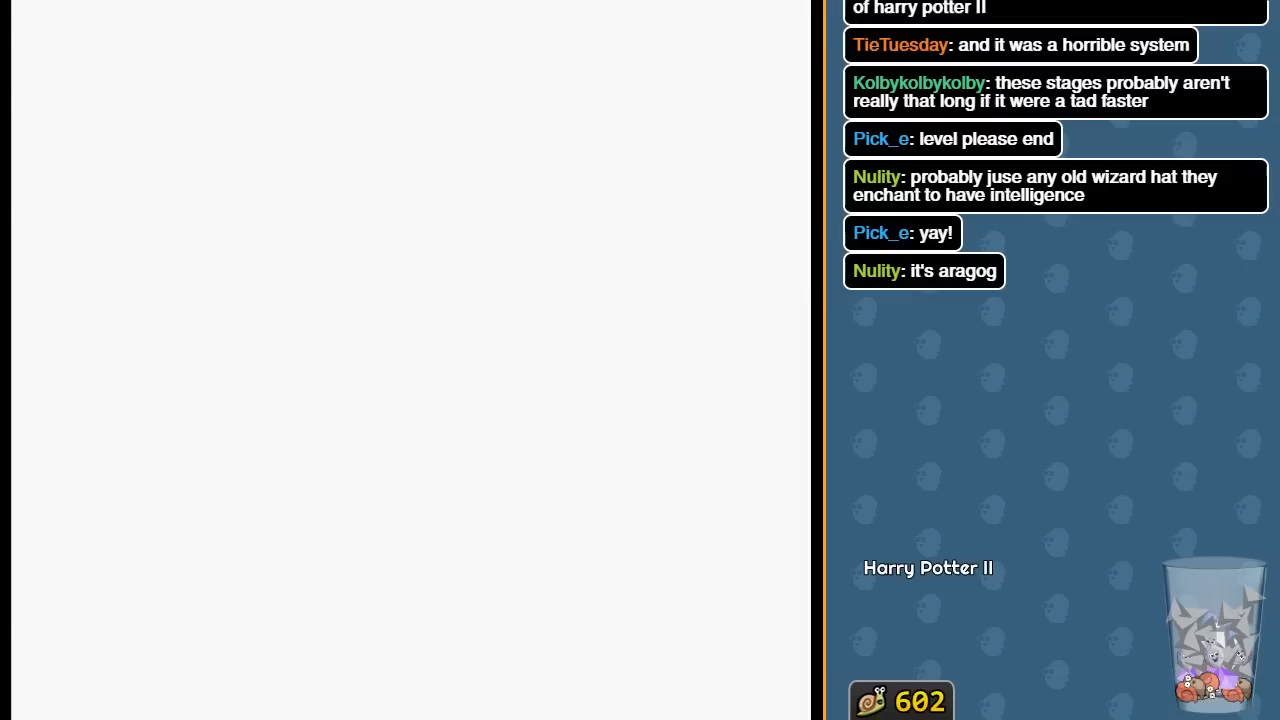 of harry potter II
TieTuesday: and it was a horrible system
Kolbykolbykolby: these stages probably aren't
really that long if it were a tad faster
Pick_e: level please end
Nulity: probably juse any old wizard hat they
enchant to have intelligence
Pick_e: yay!
Nulity: it's aragog
Harry Potter II
602